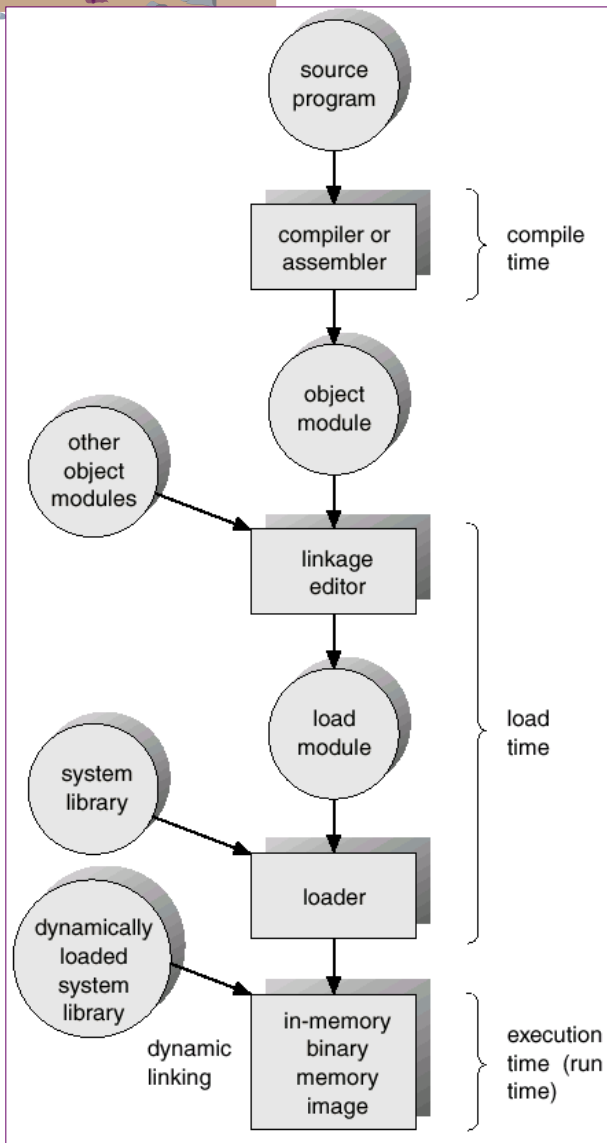 source
program
compiler or
assembler
compile
time
object
module
other
object
modules
linkage
editor
load
module
load
time
system
library
loader
dynamically
loaded
system
library
dynamic
linking
in-memory
binary
memory
image
execution
time (run
time)